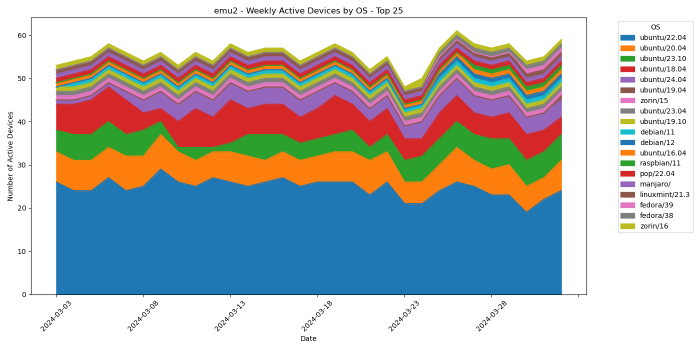 emu2 - Weekly Active Devices by OS - Top 25
Number of Active Devices
60
50
40
30
20
10
0
2024-03-03
2024-03-08
2024-03-13
2024-03-18
2024-03-23
2024-03-28
Date
OS
ubuntu/22.04
ubuntu/20.04
ubuntu/23.10
ubuntu/18.04
ubuntu/24.04
ubuntu/19.04
zorin/15
ubuntu/23.04
ubuntu/19.10
debian/11
debian/12
ubuntu/16.04
raspbian/11
pop/22.04
manjaro/
linuxmint/21.3
fedora/39
fedora/38
zorin/16